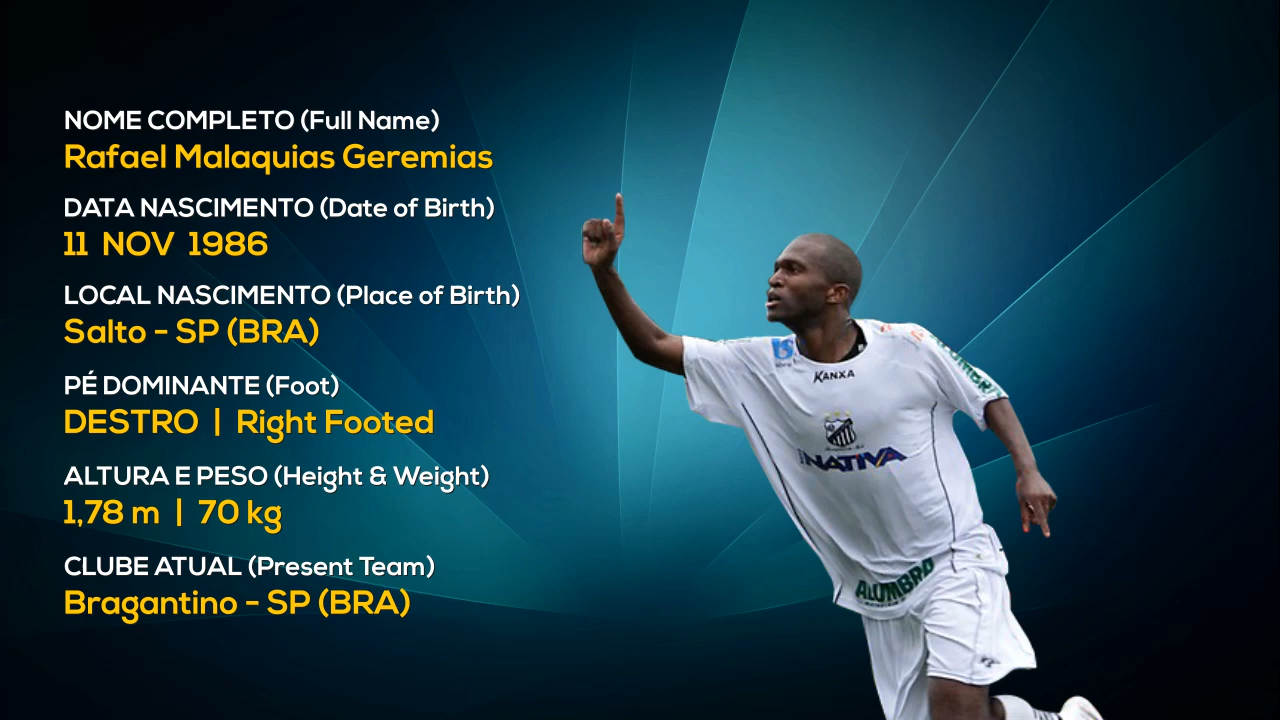 NOME COMPLETO (Full Name)
Rafael Malaquias Geremias
DATA NASCIMENTO (Date of Birth)
11 NOV 1986
LOCAL NASCIMENTO (Place of Birth)
Salto - SP (BRA)
PÉ DOMINANTE (Foot)
DESTRO | Right Footed
ALTURA E PESO (Height & Weight)
1,78 m | 70 kg
CLUBE ATUAL (Present Team)
Bragantino - SP (BRA)
KANXA
NATIVA
ALUMBRA